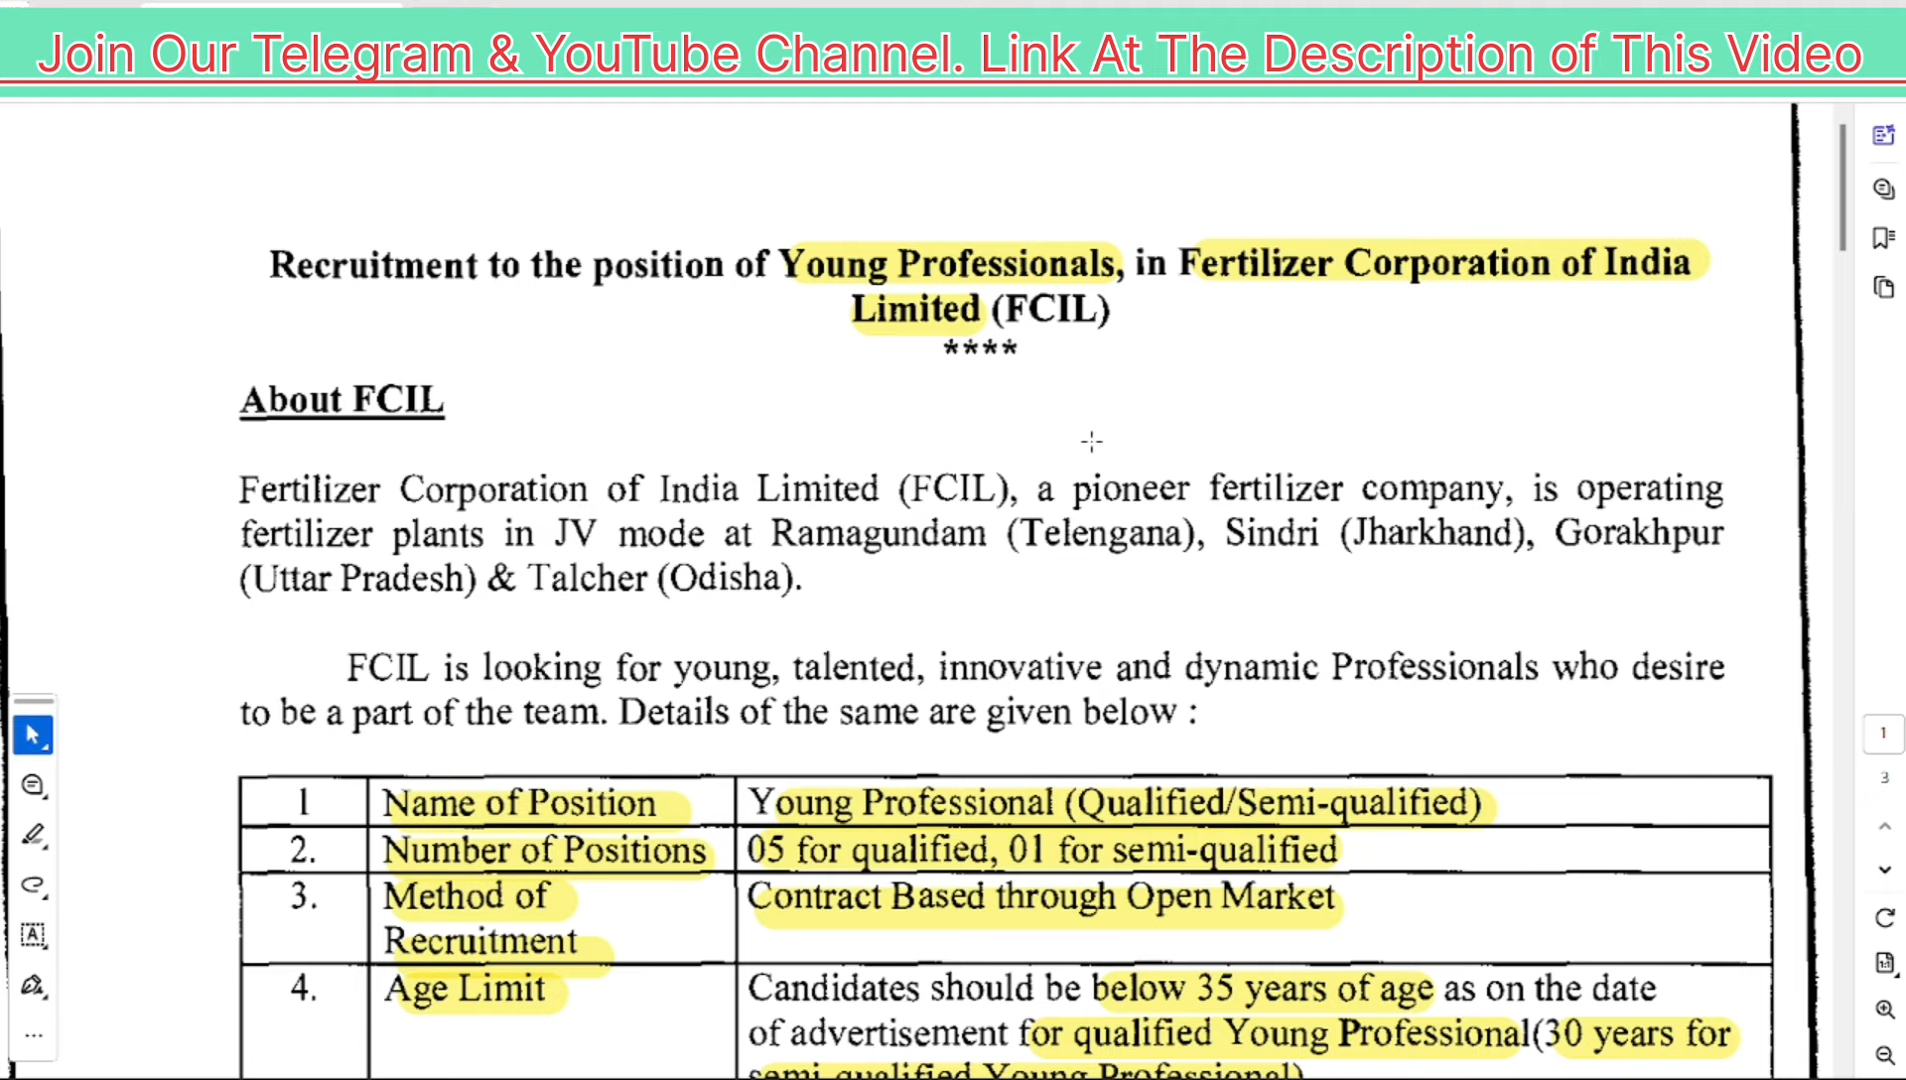 Join Our Telegram & YouTube Channel. Link At The Description of This Video
Recruitment to the position of Young Professionals, in Fertilizer Corporation of India
Limited (FCIL)
****
About FCIL
Fertilizer Corporation of India Limited (FCIL), a pioneer fertilizer company, is operating
fertilizer plants in JV mode at Ramagundam (Telengana), Sindri (Jharkhand), Gorakhpur
(Uttar Pradesh) & Talcher (Odisha).
FCIL is looking for young, talented, innovative and dynamic Professionals who desire
to be a part of the team. Details of the same are given below :
1 Name of Position Young Professional (Qualified/Semi-qualified)
2. Number of Positions 05 for qualified, 01 for semi-qualified
3. Method of Contract Based through Open Market
Recruitment
4. Age Limit Candidates should be below 35 years of age as on the date
of advertisement for qualified Young Professional(30 years for
semi-qualified Young Professional)
1
3